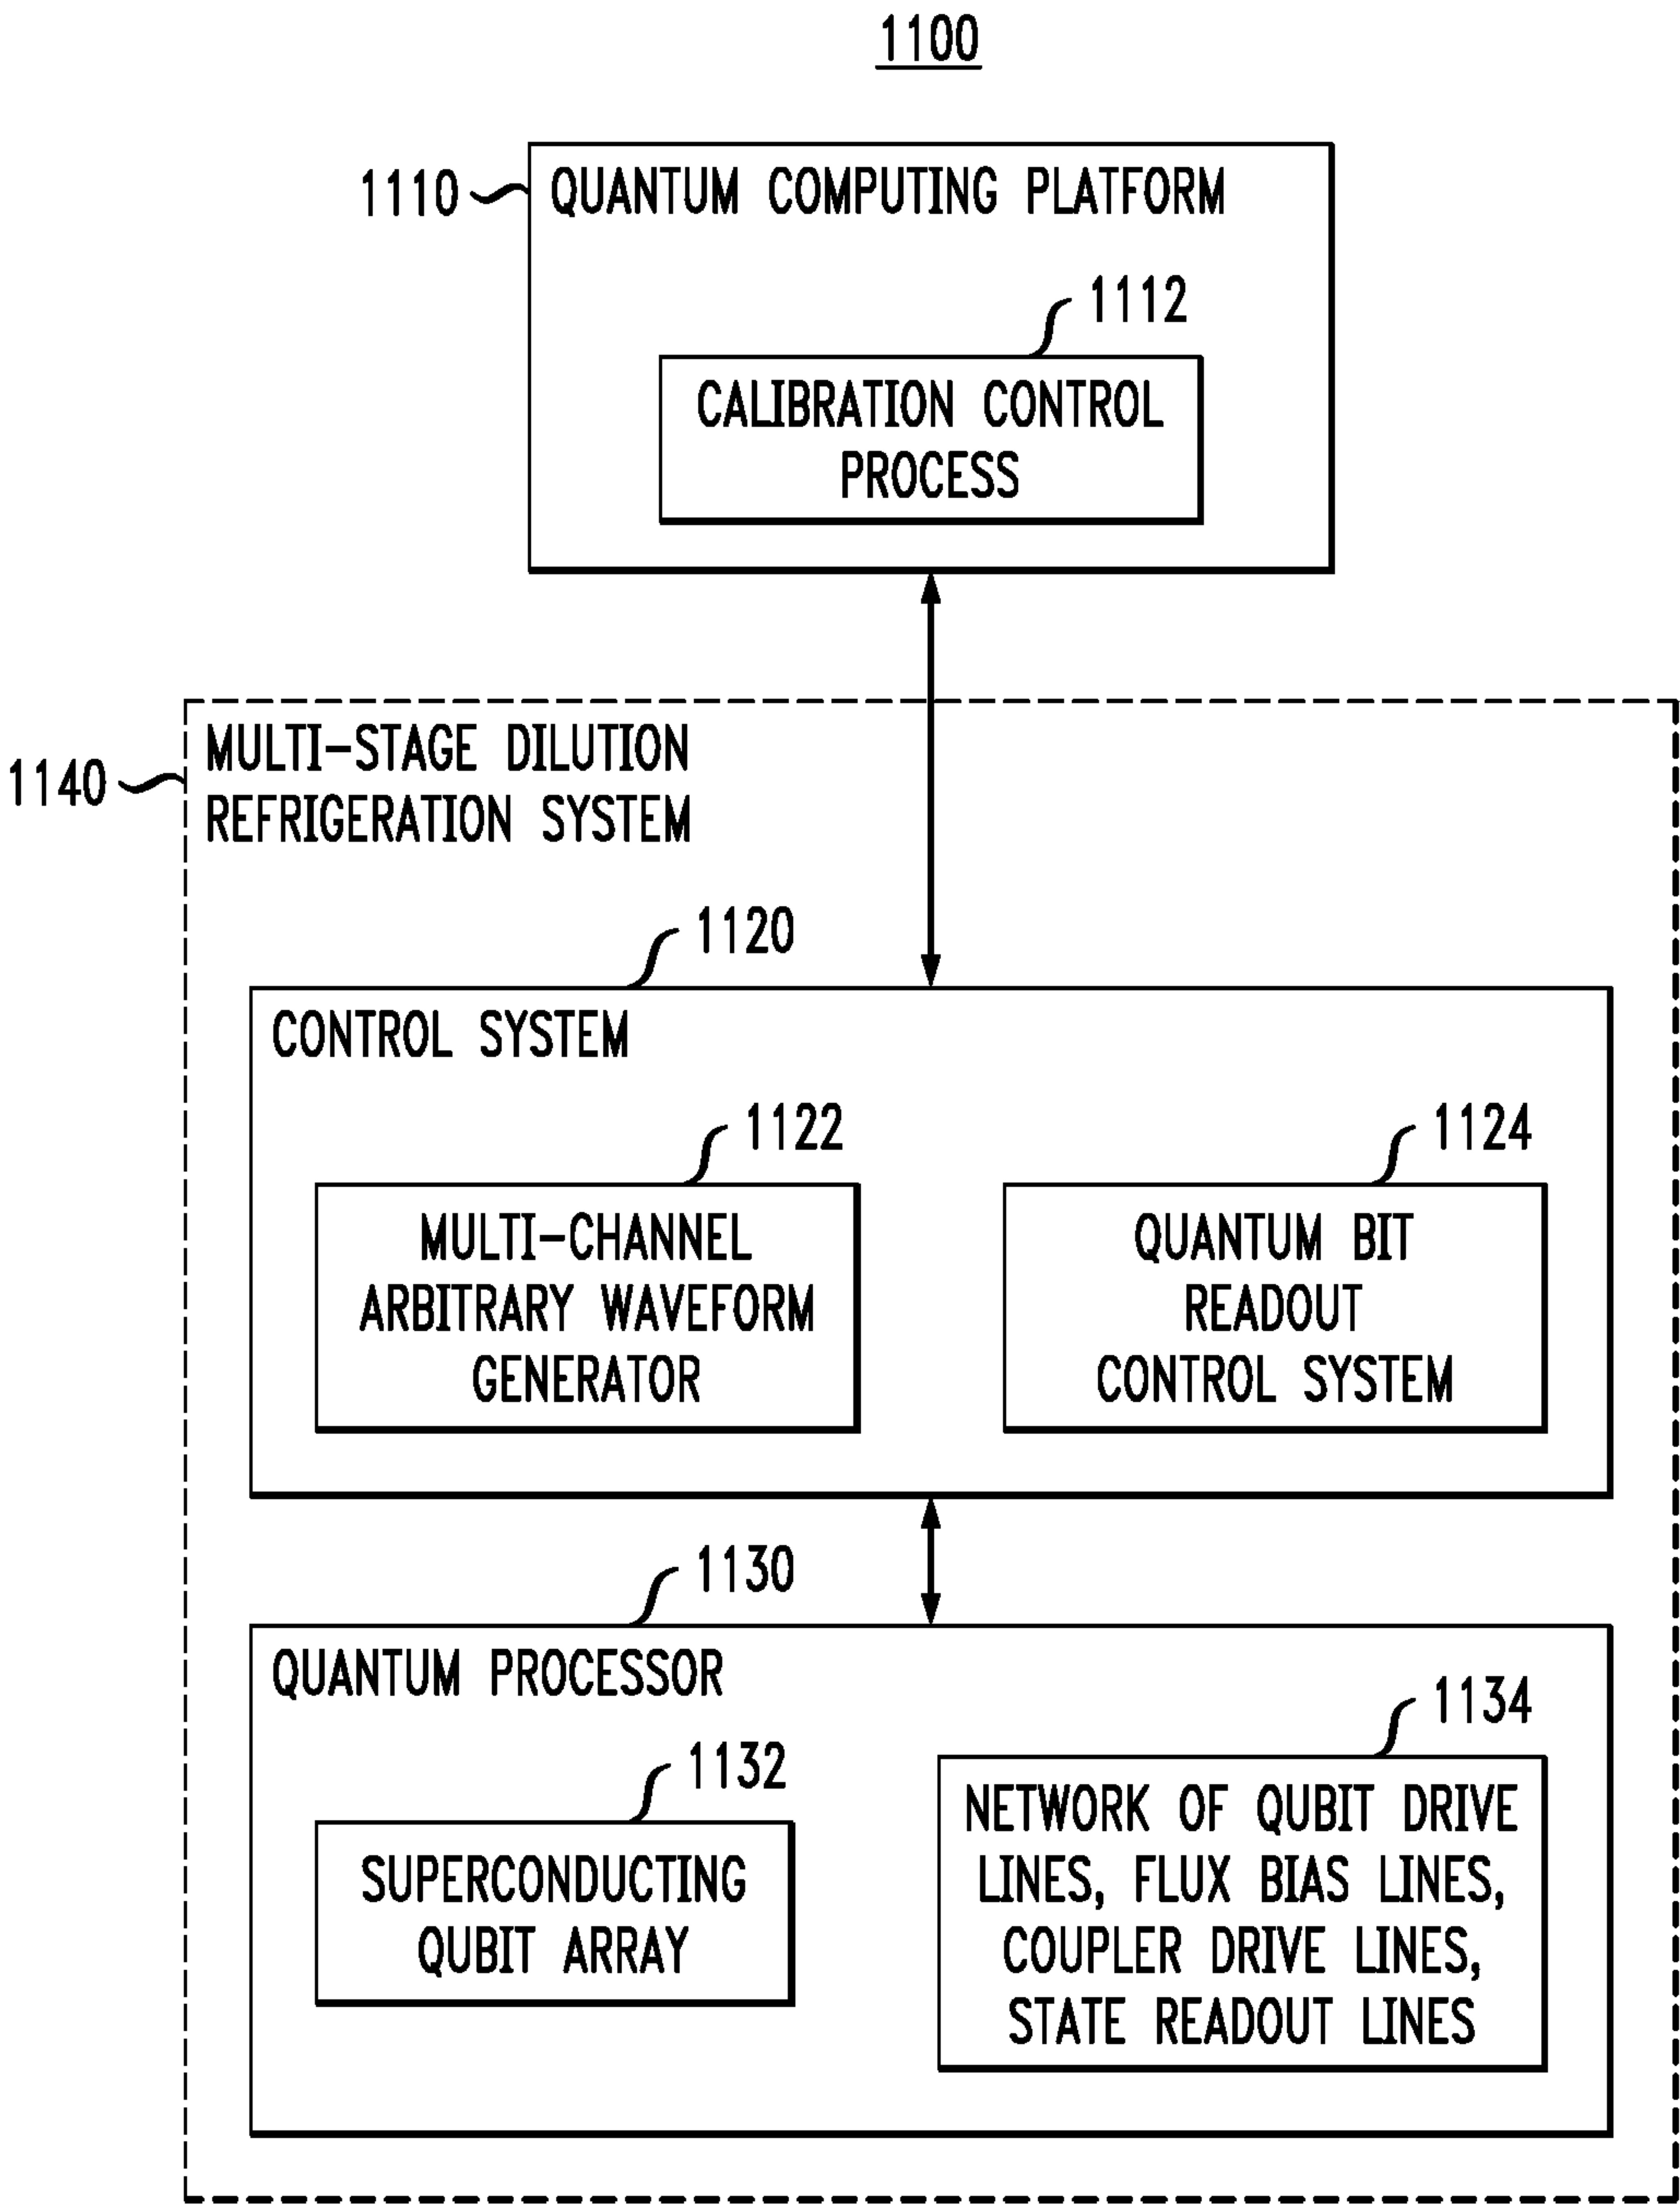 1100
1110
QUANTUM COMPUTING PLATFORM
1112
CALIBRATION CONTROL
PROCESS
1140
MULTI-STAGE DILUTION
REFRIGERATION SYSTEM
1120
CONTROL SYSTEM
1122
MULTI-CHANNEL
ARBITRARY WAVEFORM
GENERATOR
1124
QUANTUM BIT
READOUT
CONTROL SYSTEM
1130
QUANTUM PROCESSOR
1132
SUPERCONDUCTING
QUBIT ARRAY
1134
NETWORK OF QUBIT DRIVE
LINES, FLUX BIAS LINES,
COUPLER DRIVE LINES,
STATE READOUT LINES